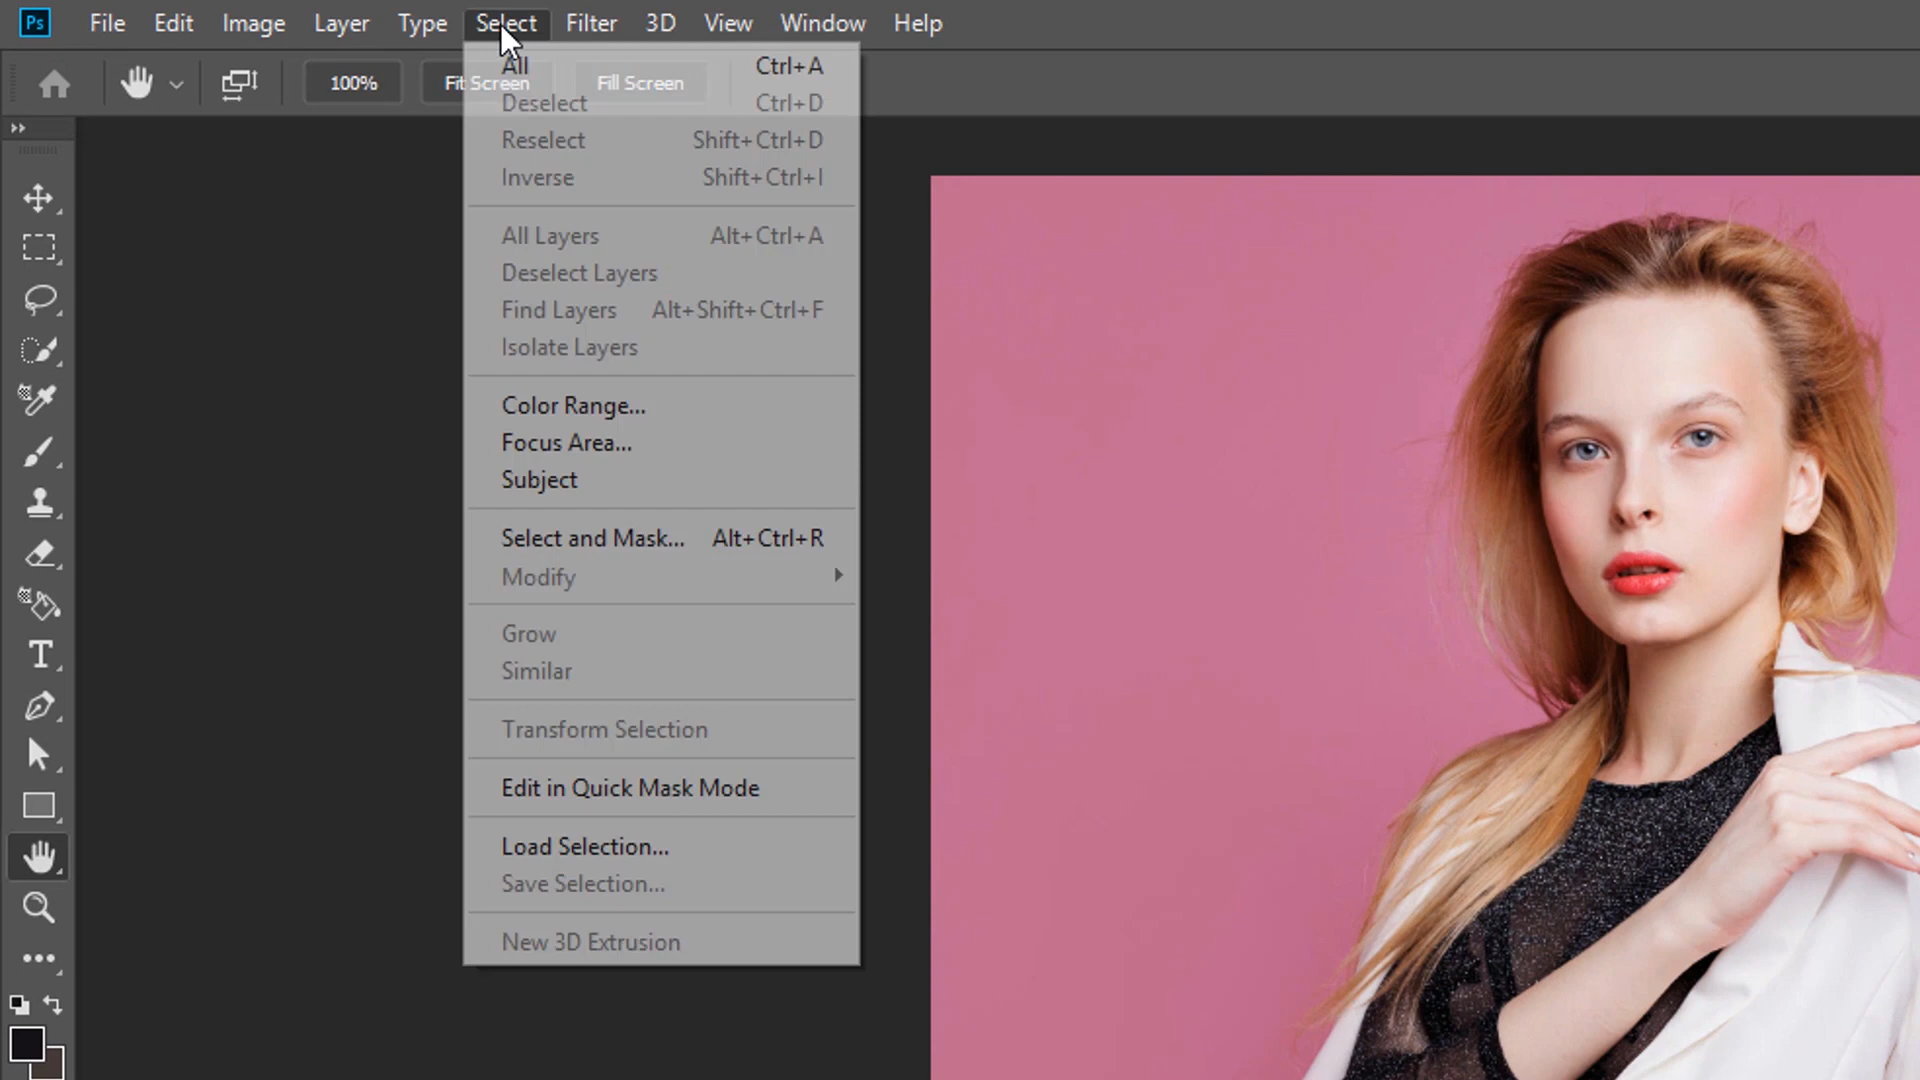 Ps File Edit Image Layer Type Select Filter 3D View Window Help
100% Fit Screen Fill Screen
All Ctrl+A
Deselect Ctrl+D
Reselect Shift+Ctrl+D
Inverse Shift+Ctrl+I
All Layers Alt+Ctrl+A
Deselect Layers
Find Layers Alt+Shift+Ctrl+F
Isolate Layers
Color Range...
Focus Area...
Subject
Select and Mask... Alt+Ctrl+R
Modify
Grow
Similar
Transform Selection
Edit in Quick Mask Mode
Load Selection...
Save Selection...
New 3D Extrusion